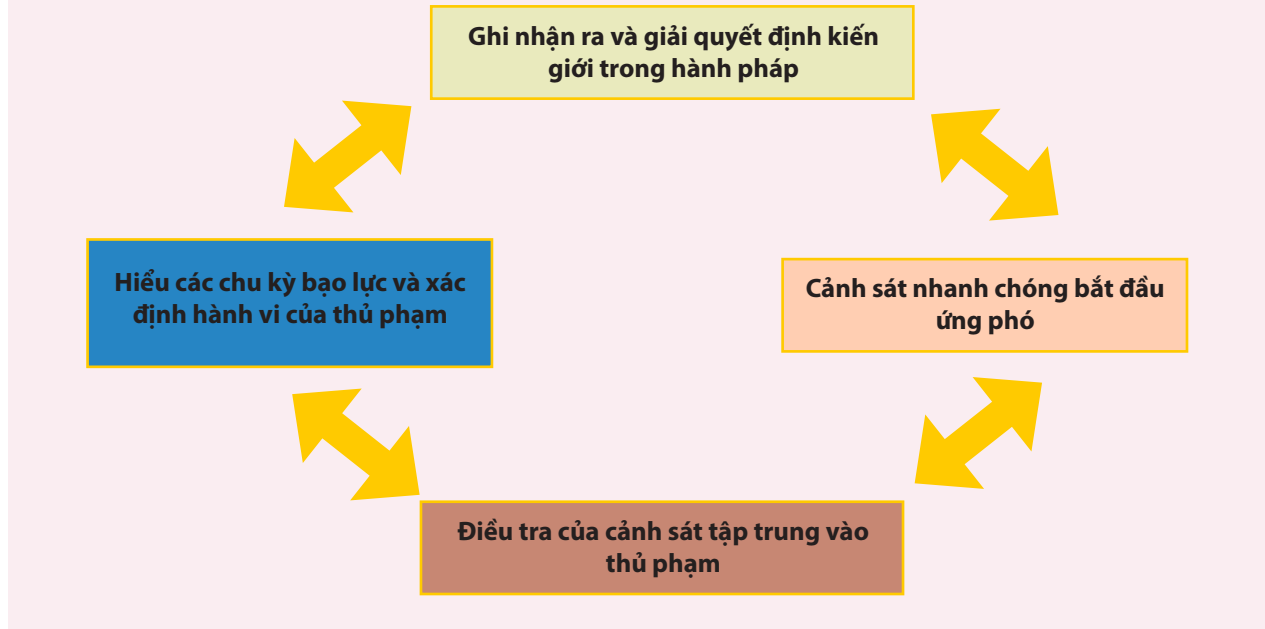 Ghi nhận ra và giải quyết định kiến
giới trong hành pháp
Hiểu các chu kỳ bạo lực và xác
định hành vi của thủ phạm
Cảnh sát nhanh chóng bắt đầu
ứng phó
Điều tra của cảnh sát tập trung vào
thủ phạm